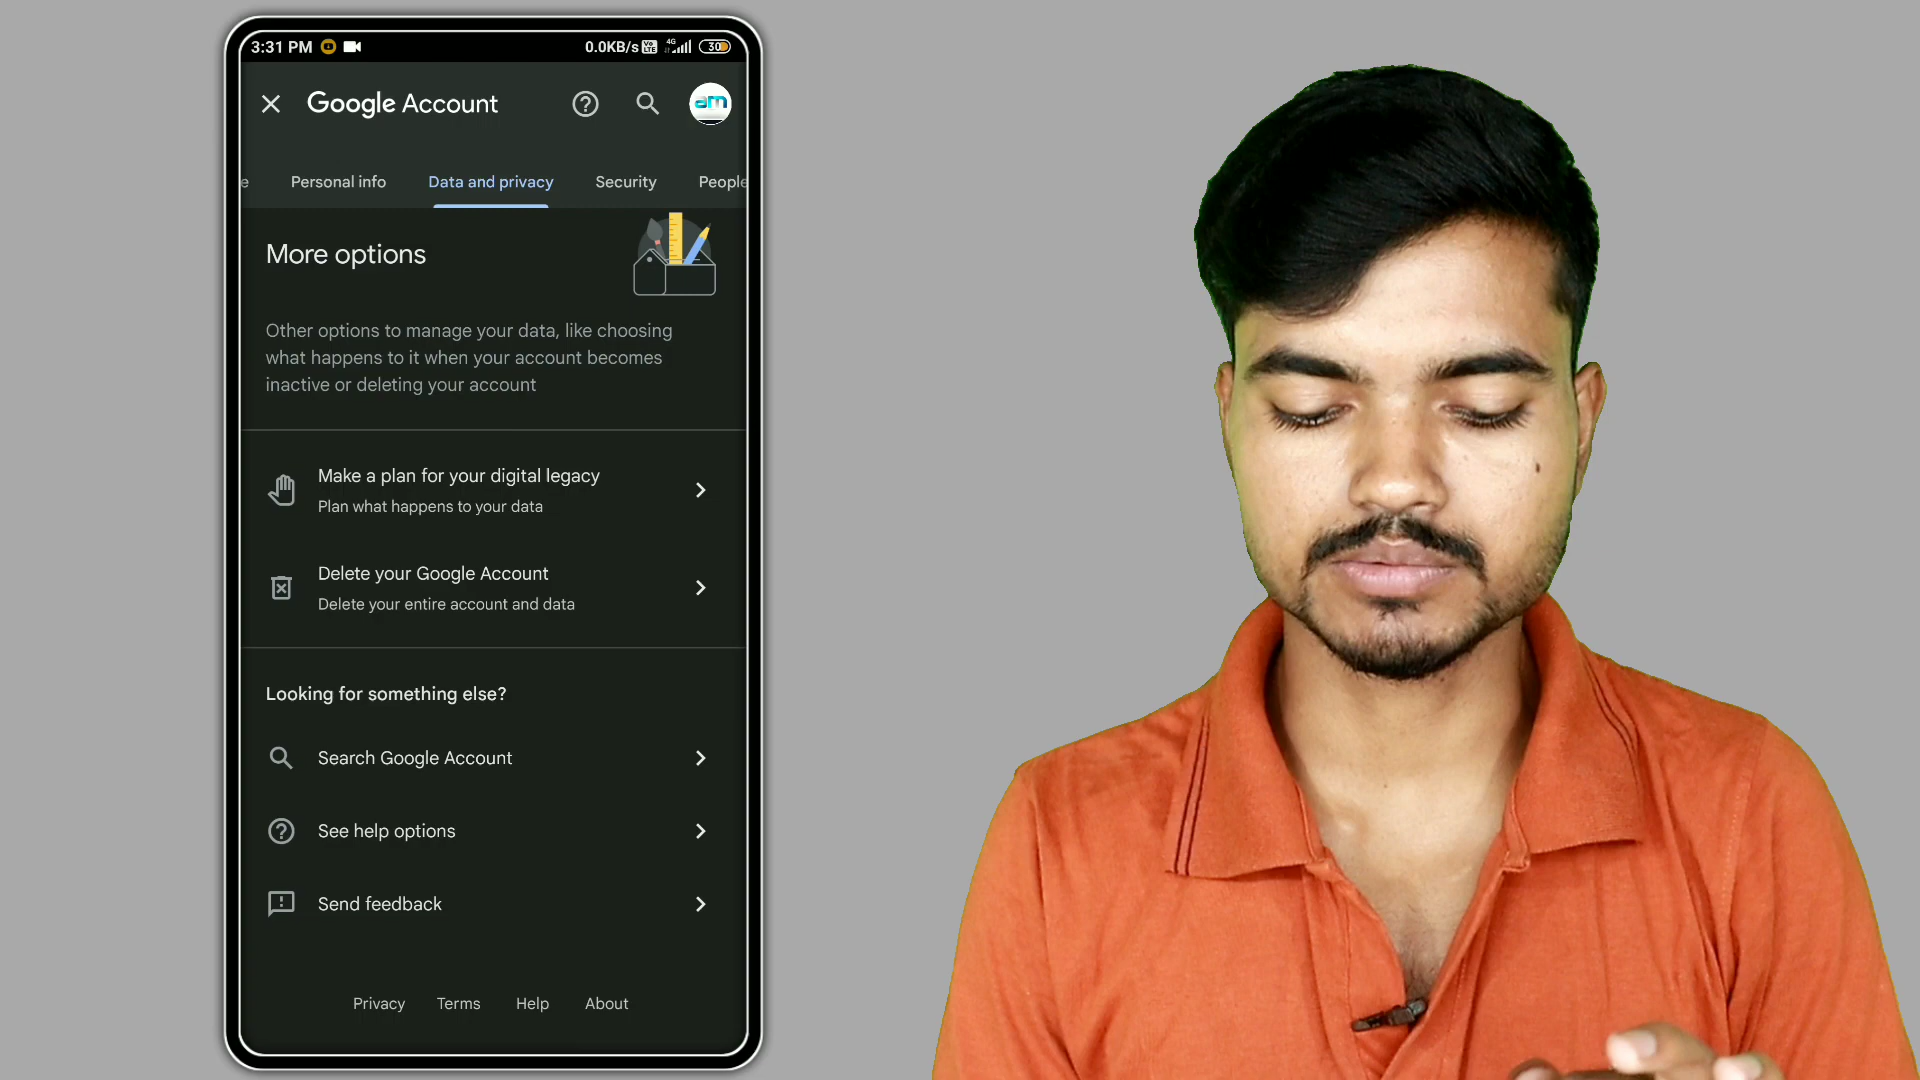 3:31 PM 0.0KB/s Vo LTE 4G 30
Google Account am
e Personal info Data and privacy Security People
More options
Other options to manage your data, like choosing
what happens to it when your account becomes
inactive or deleting your account
Make a plan for your digital legacy
Plan what happens to your data
Delete your Google Account
Delete your entire account and data
Looking for something else?
Search Google Account
See help options
Send feedback
Privacy Terms Help About